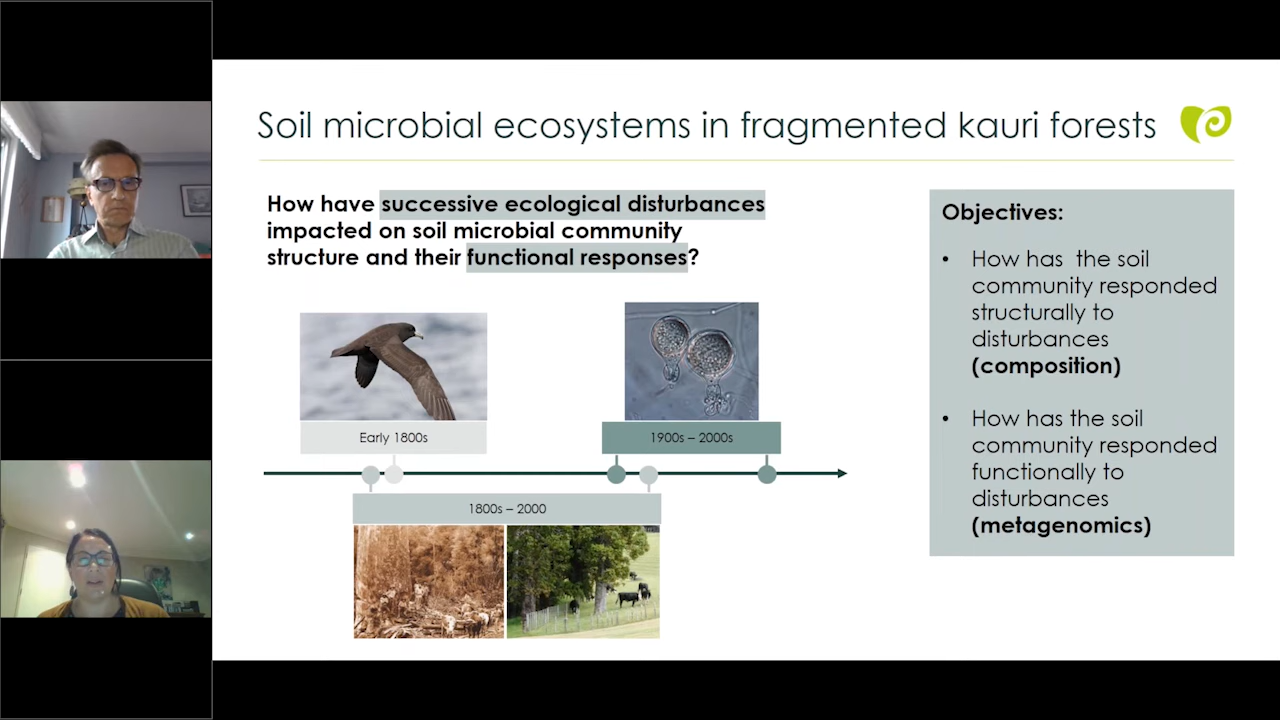 Soil microbial ecosystems in fragmented kauri forests
How have successive ecological disturbances
impacted on soil microbial community
structure and their functional responses?
Early 1800s
1900s – 2000s
1800s – 2000
Objectives:
• How has the soil
community responded
structurally to
disturbances
(composition)
• How has the soil
community responded
functionally to
disturbances
(metagenomics)